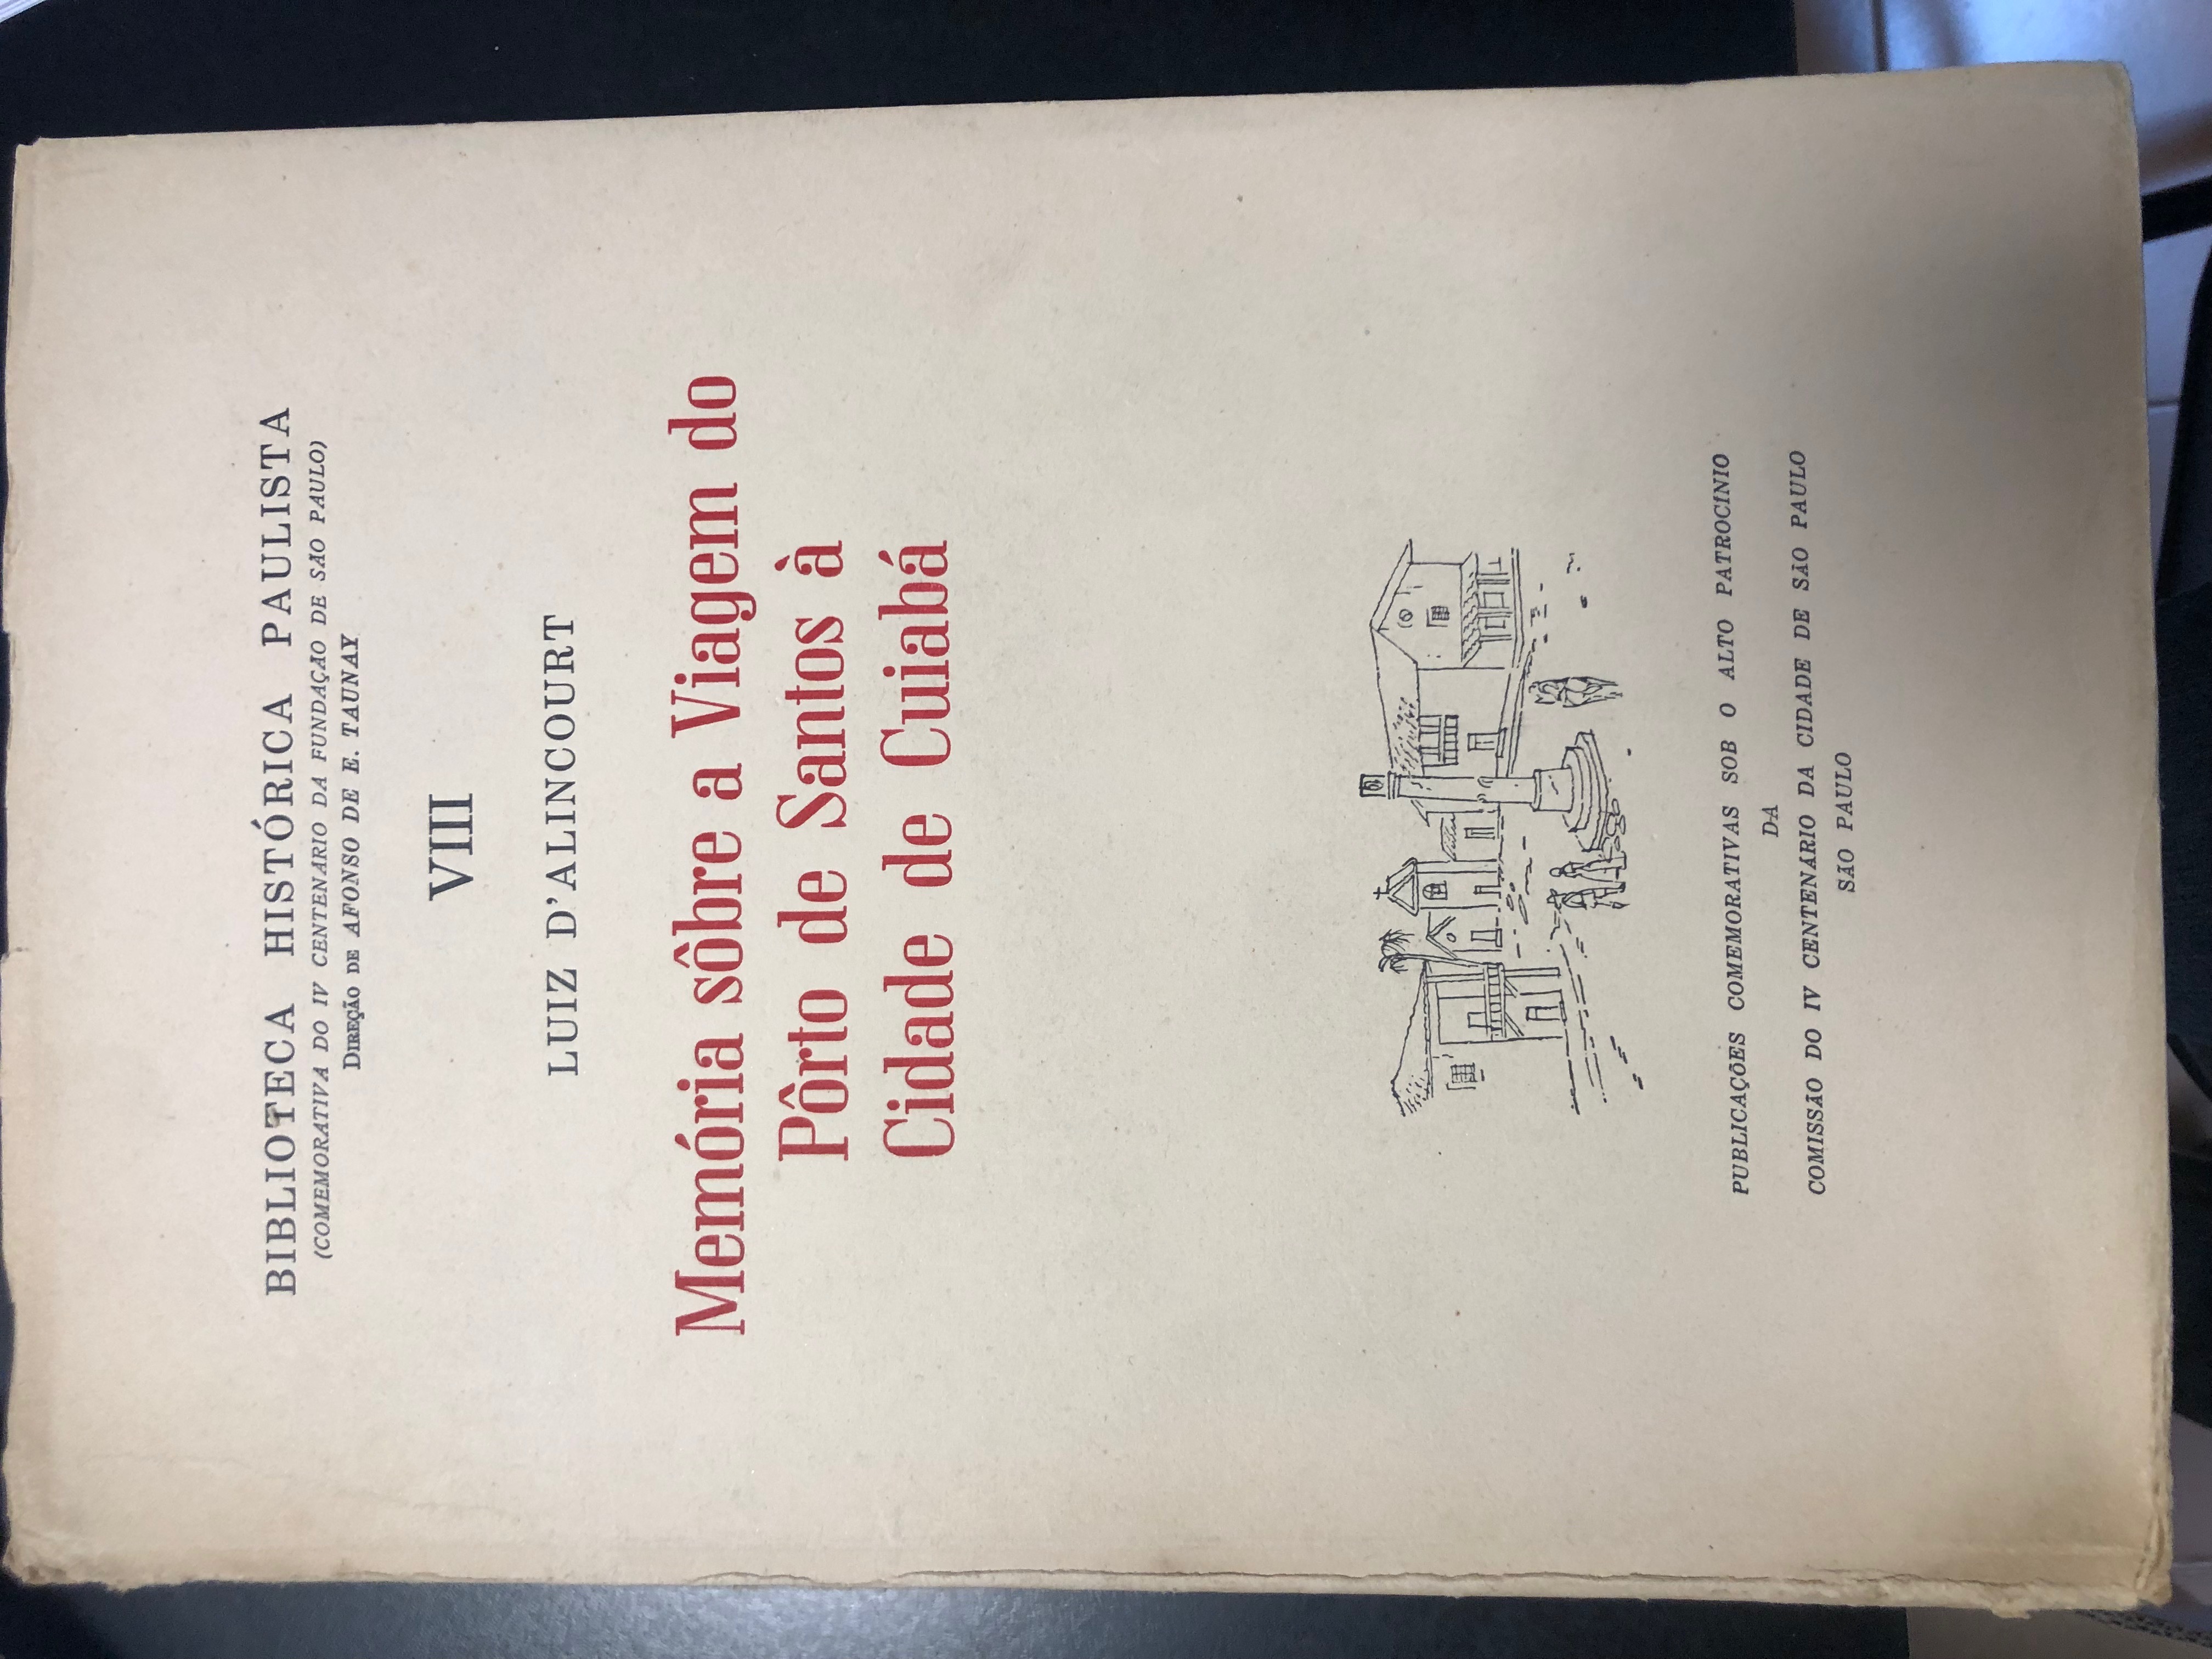 BIBLIOTECA HISTÓRICA PAULISTA
(COMEMORATIVA DO IV CENTENÁRIO DA FUNDAÇÃO DE SÃO PAULO)
DIREÇÃO DE AFONSO DE E. TAUNAY
VIII
LUIZ D'ALINCOURT
Memória sôbre a Viagem do
Pôrto de Santos à
Cidade de Cuiabá
PUBLICAÇÕES COMEMORATIVAS SOB O ALTO PATROCÍNIO
DA
COMISSÃO DO IV CENTENÁRIO DA CIDADE DE SÃO PAULO
SÃO PAULO